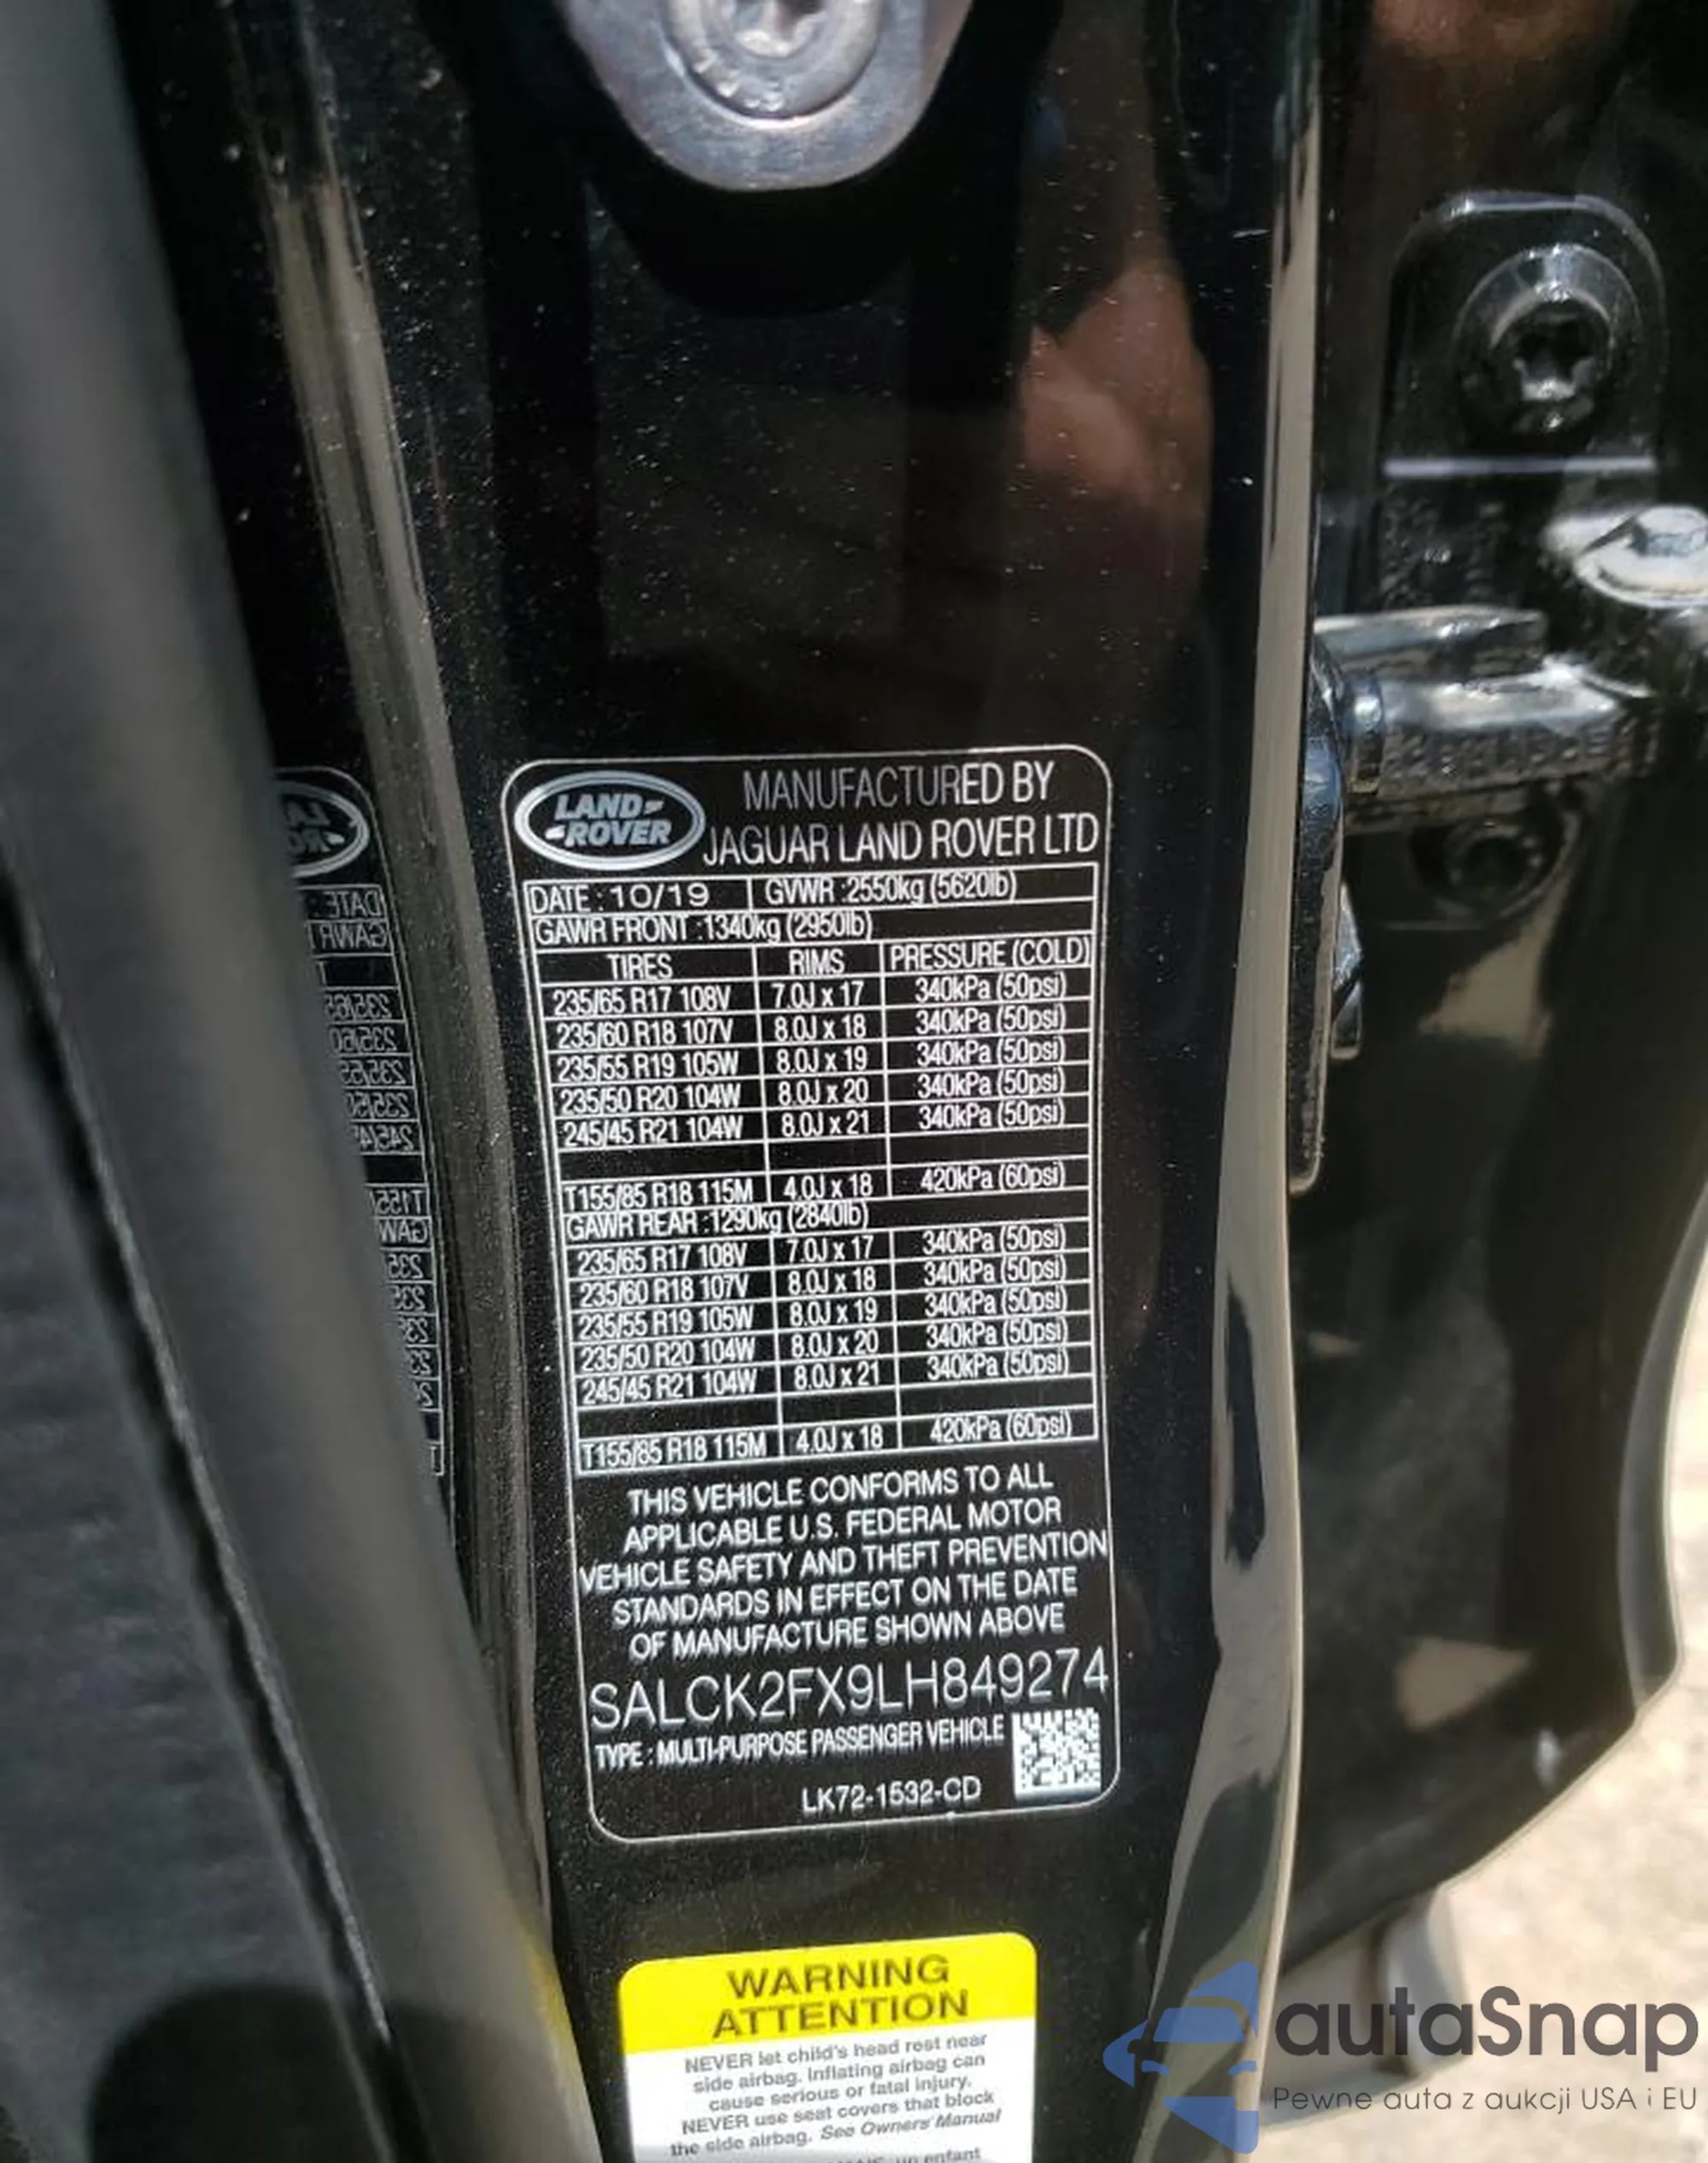 LAND-
-ROVER
MANUFACTURED BY
JAGUAR LAND ROVER LTD
DATE : 10/19 GVWR :2550kg (5620lb)
GAWR FRONT :1340kg (2950lb)
TIRES RIMS PRESSURE (COLD)
235/65 R17 108V 7.0J x 17 340kPa (50psi)
235/60 R18 107V 8.0J x 18 340kPa (50psi)
235/55 R19 105W 8.0J x 19 340kPa (50psi)
235/50 R20 104W 8.0J x 20 340kPa (50psi)
245/45 R21 104W 8.0J x 21 340kPa (50psi)
T155/85 R18 115M 4.0J x 18 420kPa (60psi)
GAWR REAR :1290kg (2840lb)
235/65 R17 108V 7.0J x 17 340kPa (50psi)
235/60 R18 107V 8.0J x 18 340kPa (50psi)
235/55 R19 105W 8.0J x 19 340kPa (50psi)
235/50 R20 104W 8.0J x 20 340kPa (50psi)
245/45 R21 104W 8.0J x 21 340kPa (50psi)
T155/85 R18 115M 4.0J x 18 420kPa (60psi)
THIS VEHICLE CONFORMS TO ALL
APPLICABLE U.S. FEDERAL MOTOR
VEHICLE SAFETY AND THEFT PREVENTION
STANDARDS IN EFFECT ON THE DATE
OF MANUFACTURE SHOWN ABOVE
SALCK2FX9LH849274
TYPE : MULTI-PURPOSE PASSENGER VEHICLE
LK72-1532-CD
WARNING
ATTENTION
NEVER let child's head rest near
side airbag. Inflating airbag can
cause serious or fatal injury.
NEVER use seat covers that block
the side airbag. See Owners Manual
un enfant
autaSnap
Pewne auta z aukcji USA i EU